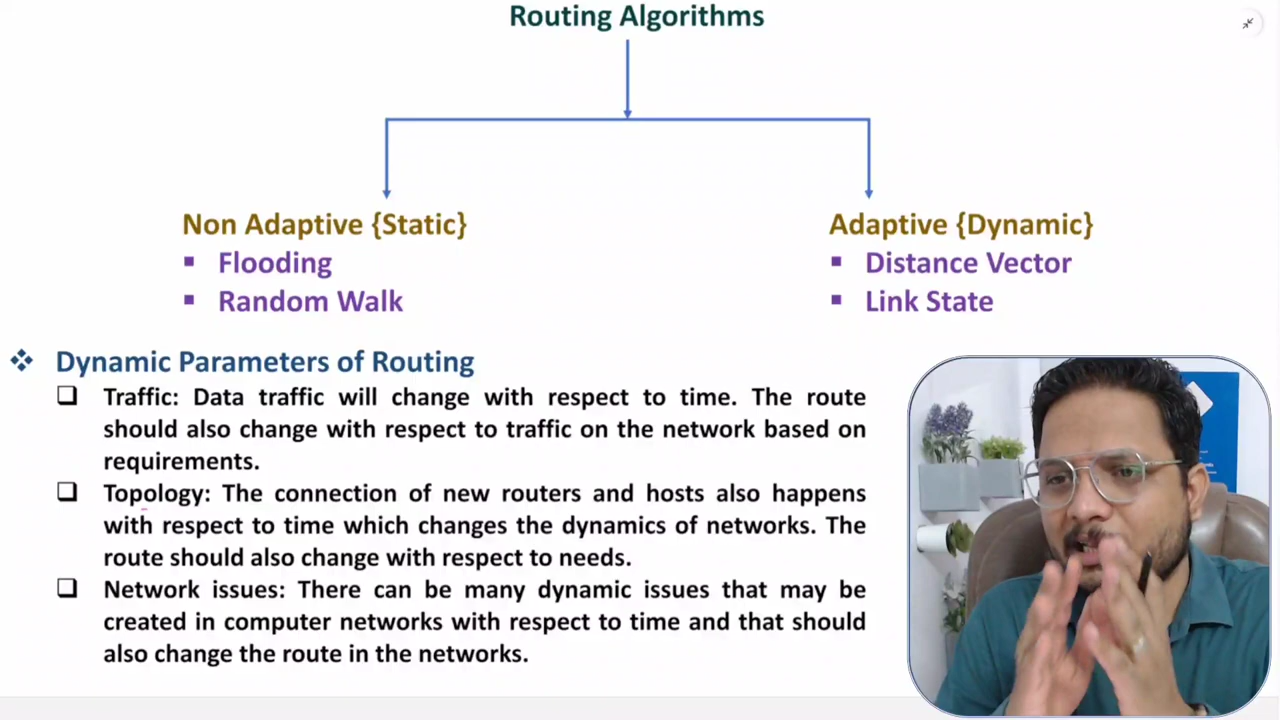 Routing Algorithms
Non Adaptive {Static}
Flooding
Random Walk
Adaptive {Dynamic}
Distance Vector
Link State
Dynamic Parameters of Routing
Traffic: Data traffic will change with respect to time. The route
should also change with respect to traffic on the network based on
requirements.
Topology: The connection of new routers and hosts also happens
with respect to time which changes the dynamics of networks. The
route should also change with respect to needs.
Network issues: There can be many dynamic issues that may be
created in computer networks with respect to time and that should
also change the route in the networks.